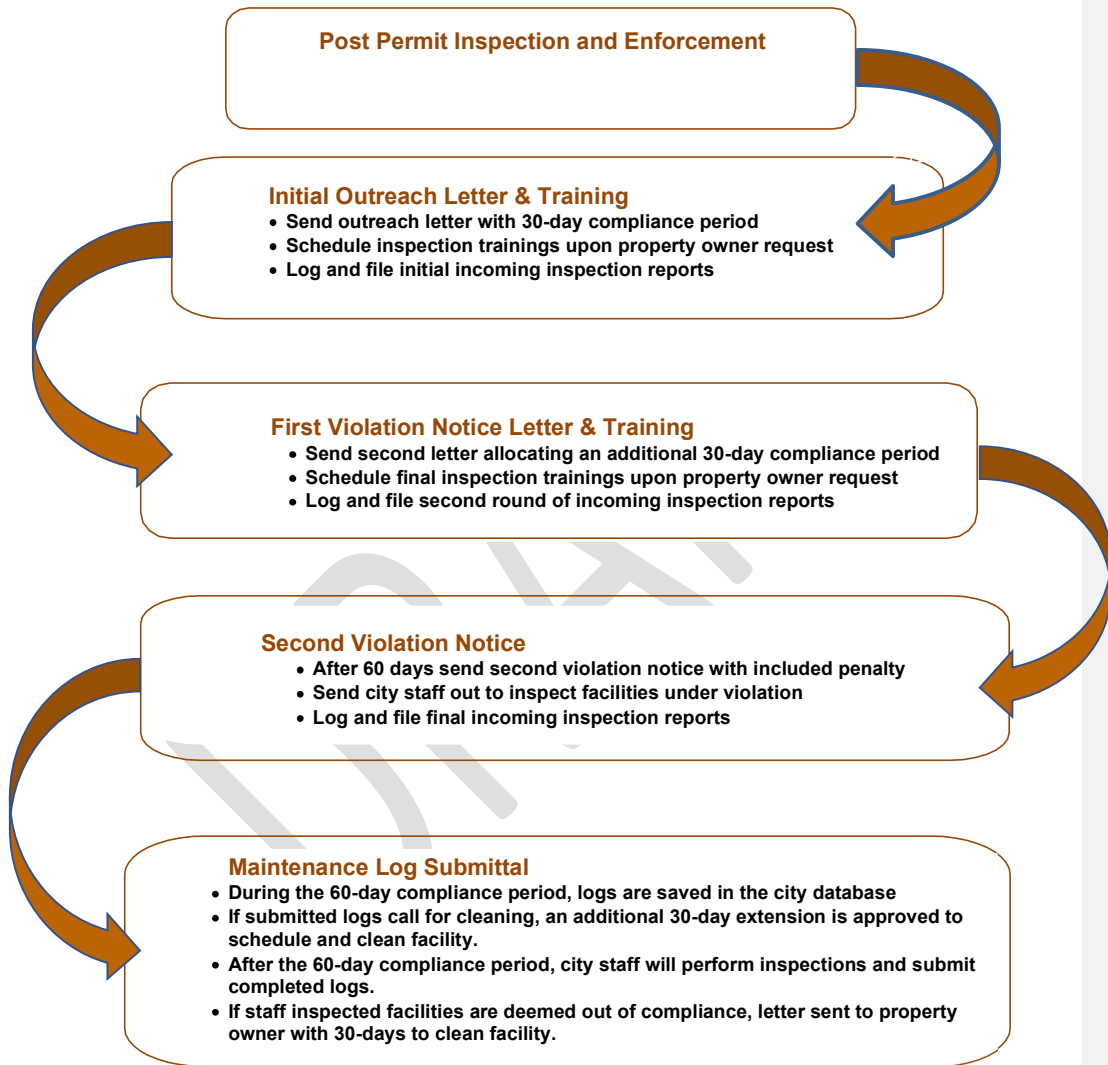 Post Permit Inspection and Enforcement
Initial Outreach Letter & Training
• Send outreach letter with 30-day compliance period
• Schedule inspection trainings upon property owner request
• Log and file initial incoming inspection reports
First Violation Notice Letter & Training
• Send second letter allocating an additional 30-day compliance period
• Schedule final inspection trainings upon property owner request
• Log and file second round of incoming inspection reports
Second Violation Notice
• After 60 days send second violation notice with included penalty
• Send city staff out to inspect facilities under violation
• Log and file final incoming inspection reports
Maintenance Log Submittal
• During the 60-day compliance period, logs are saved in the city database
• If submitted logs call for cleaning, an additional 30-day extension is approved to
schedule and clean facility.
• After the 60-day compliance period, city staff will perform inspections and submit
completed logs.
• If staff inspected facilities are deemed out of compliance, letter sent to property
owner with 30-days to clean facility.